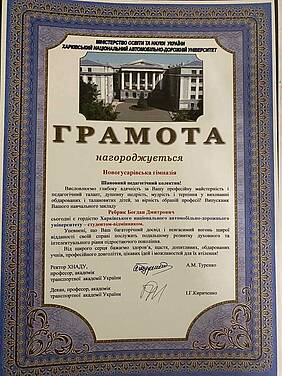 МІНІСТЕРСТВО ОСВІТИ ТА НАУКИ УКРАЇНИ
ХАРКІВСЬКИЙ НАЦІОНАЛЬНИЙ АВТОМОБІЛЬНО-ДОРОЖНІЙ УНІВЕРСИТЕТ
ГРАМОТА
нагороджується
Новогусарівська гімназія
Шановний педагогічний колектив!
Висловлюємо глибоку вдячність за Вашу професійну майстерність і
педагогічний талант, душевну щедрість, мудрість і терпіння у вихованні
обдарованих і талановитих дітей, за вірність обраній професії! Випускник
Вашого навчального закладу
Ребрик Богдан Дмитрович
сьогодні є гордістю Харківського національного автомобільно-дорожнього
університету - студентом-відмінником.
Упевнені, що Ваш багаторічний досвід і невгасимий вогонь щирої
відданості своїй справі послужать подальшому розвитку духовного та
інтелектуального рівня підростаючого покоління.
Від щирого серця бажаємо здоров'я, щастя, допитливих, обдарованих
учнів, професійного довголіття, цікавих ідей і можливостей для їх втілення!
Ректор ХНАДУ
професор, академік
транспортної академії України
А.М. Туренко
Декан, професор, академік
транспортної академії України
І.Г.Кириченко